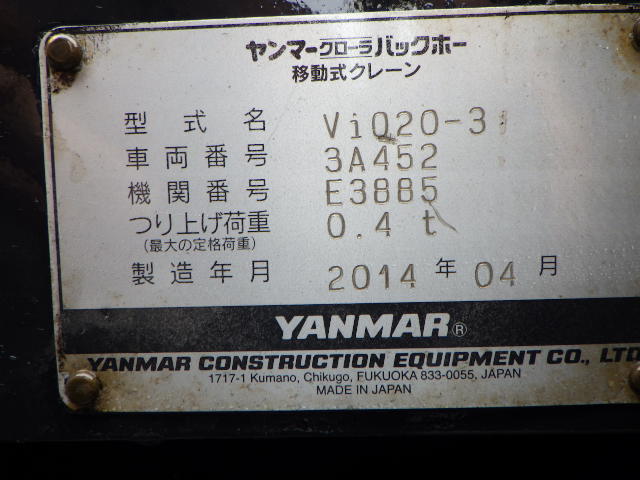 ヤンマークローラバックホー
移動式クレーン
型式名 ViO20-3
車両番号 3A452
機関番号 E3885
つり上げ荷重 0.4 t
(最大の定格荷重)
製造年月 2014 年 04 月
YANMAR®
YANMAR CONSTRUCTION EQUIPMENT CO., LTD
1717-1 Kumano, Chikugo, FUKUOKA 833-0055, JAPAN
MADE IN JAPAN